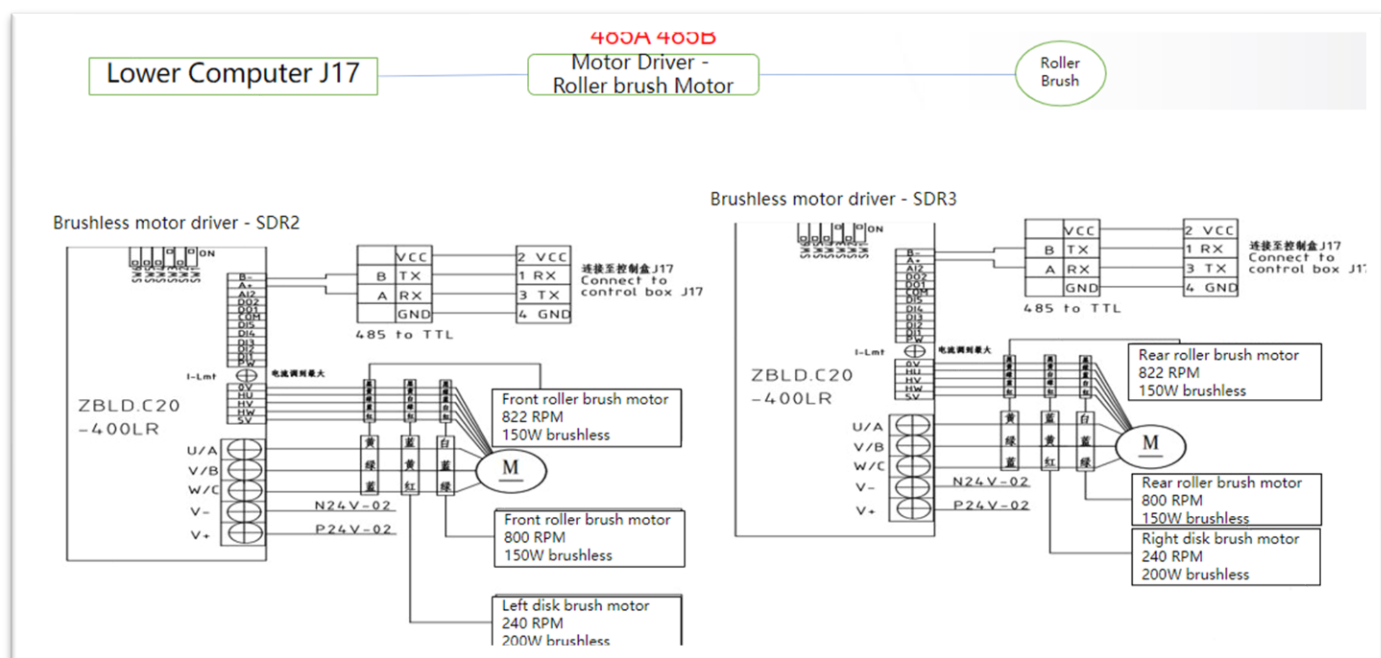 485A 485B
Lower Computer J17
Motor Driver -
Roller brush Motor
Roller
Brush
Brushless motor driver - SDR2
ON
B-
A+
AI2
DO2
DO1
COM
DI5
DI4
DI3
DI2
DI1
PW
VCC
B TX
A RX
GND
485 to TTL
2 VCC
1 RX
3 TX
4 GND
连接至控制盒J17
Connect to
control box J17
I-Lmt
电流调到最大
0V
HU
HV
HW
5V
ZBLD.C20
-400LR
U/A
V/B
W/C
V-
V+
黄
绿
蓝
蓝
黄
红
白
蓝
绿
M
N24V-02
P24V-02
Front roller brush motor
822 RPM
150W brushless
Front roller brush motor
800 RPM
150W brushless
Left disk brush motor
240 RPM
200W brushless
Brushless motor driver - SDR3
ON
B-
A+
AI2
DO2
DO1
COM
DI5
DI4
DI3
DI2
DI1
PW
VCC
B TX
A RX
GND
485 to TTL
2 VCC
1 RX
3 TX
4 GND
连接至控制盒J17
Connect to
control box J17
I-Lmt
电流调到最大
0V
HU
HV
HW
5V
ZBLD.C20
-400LR
U/A
V/B
W/C
V-
V+
黄
绿
蓝
蓝
黄
红
白
蓝
绿
M
N24V-02
P24V-02
Rear roller brush motor
822 RPM
150W brushless
Rear roller brush motor
800 RPM
150W brushless
Right disk brush motor
240 RPM
200W brushless